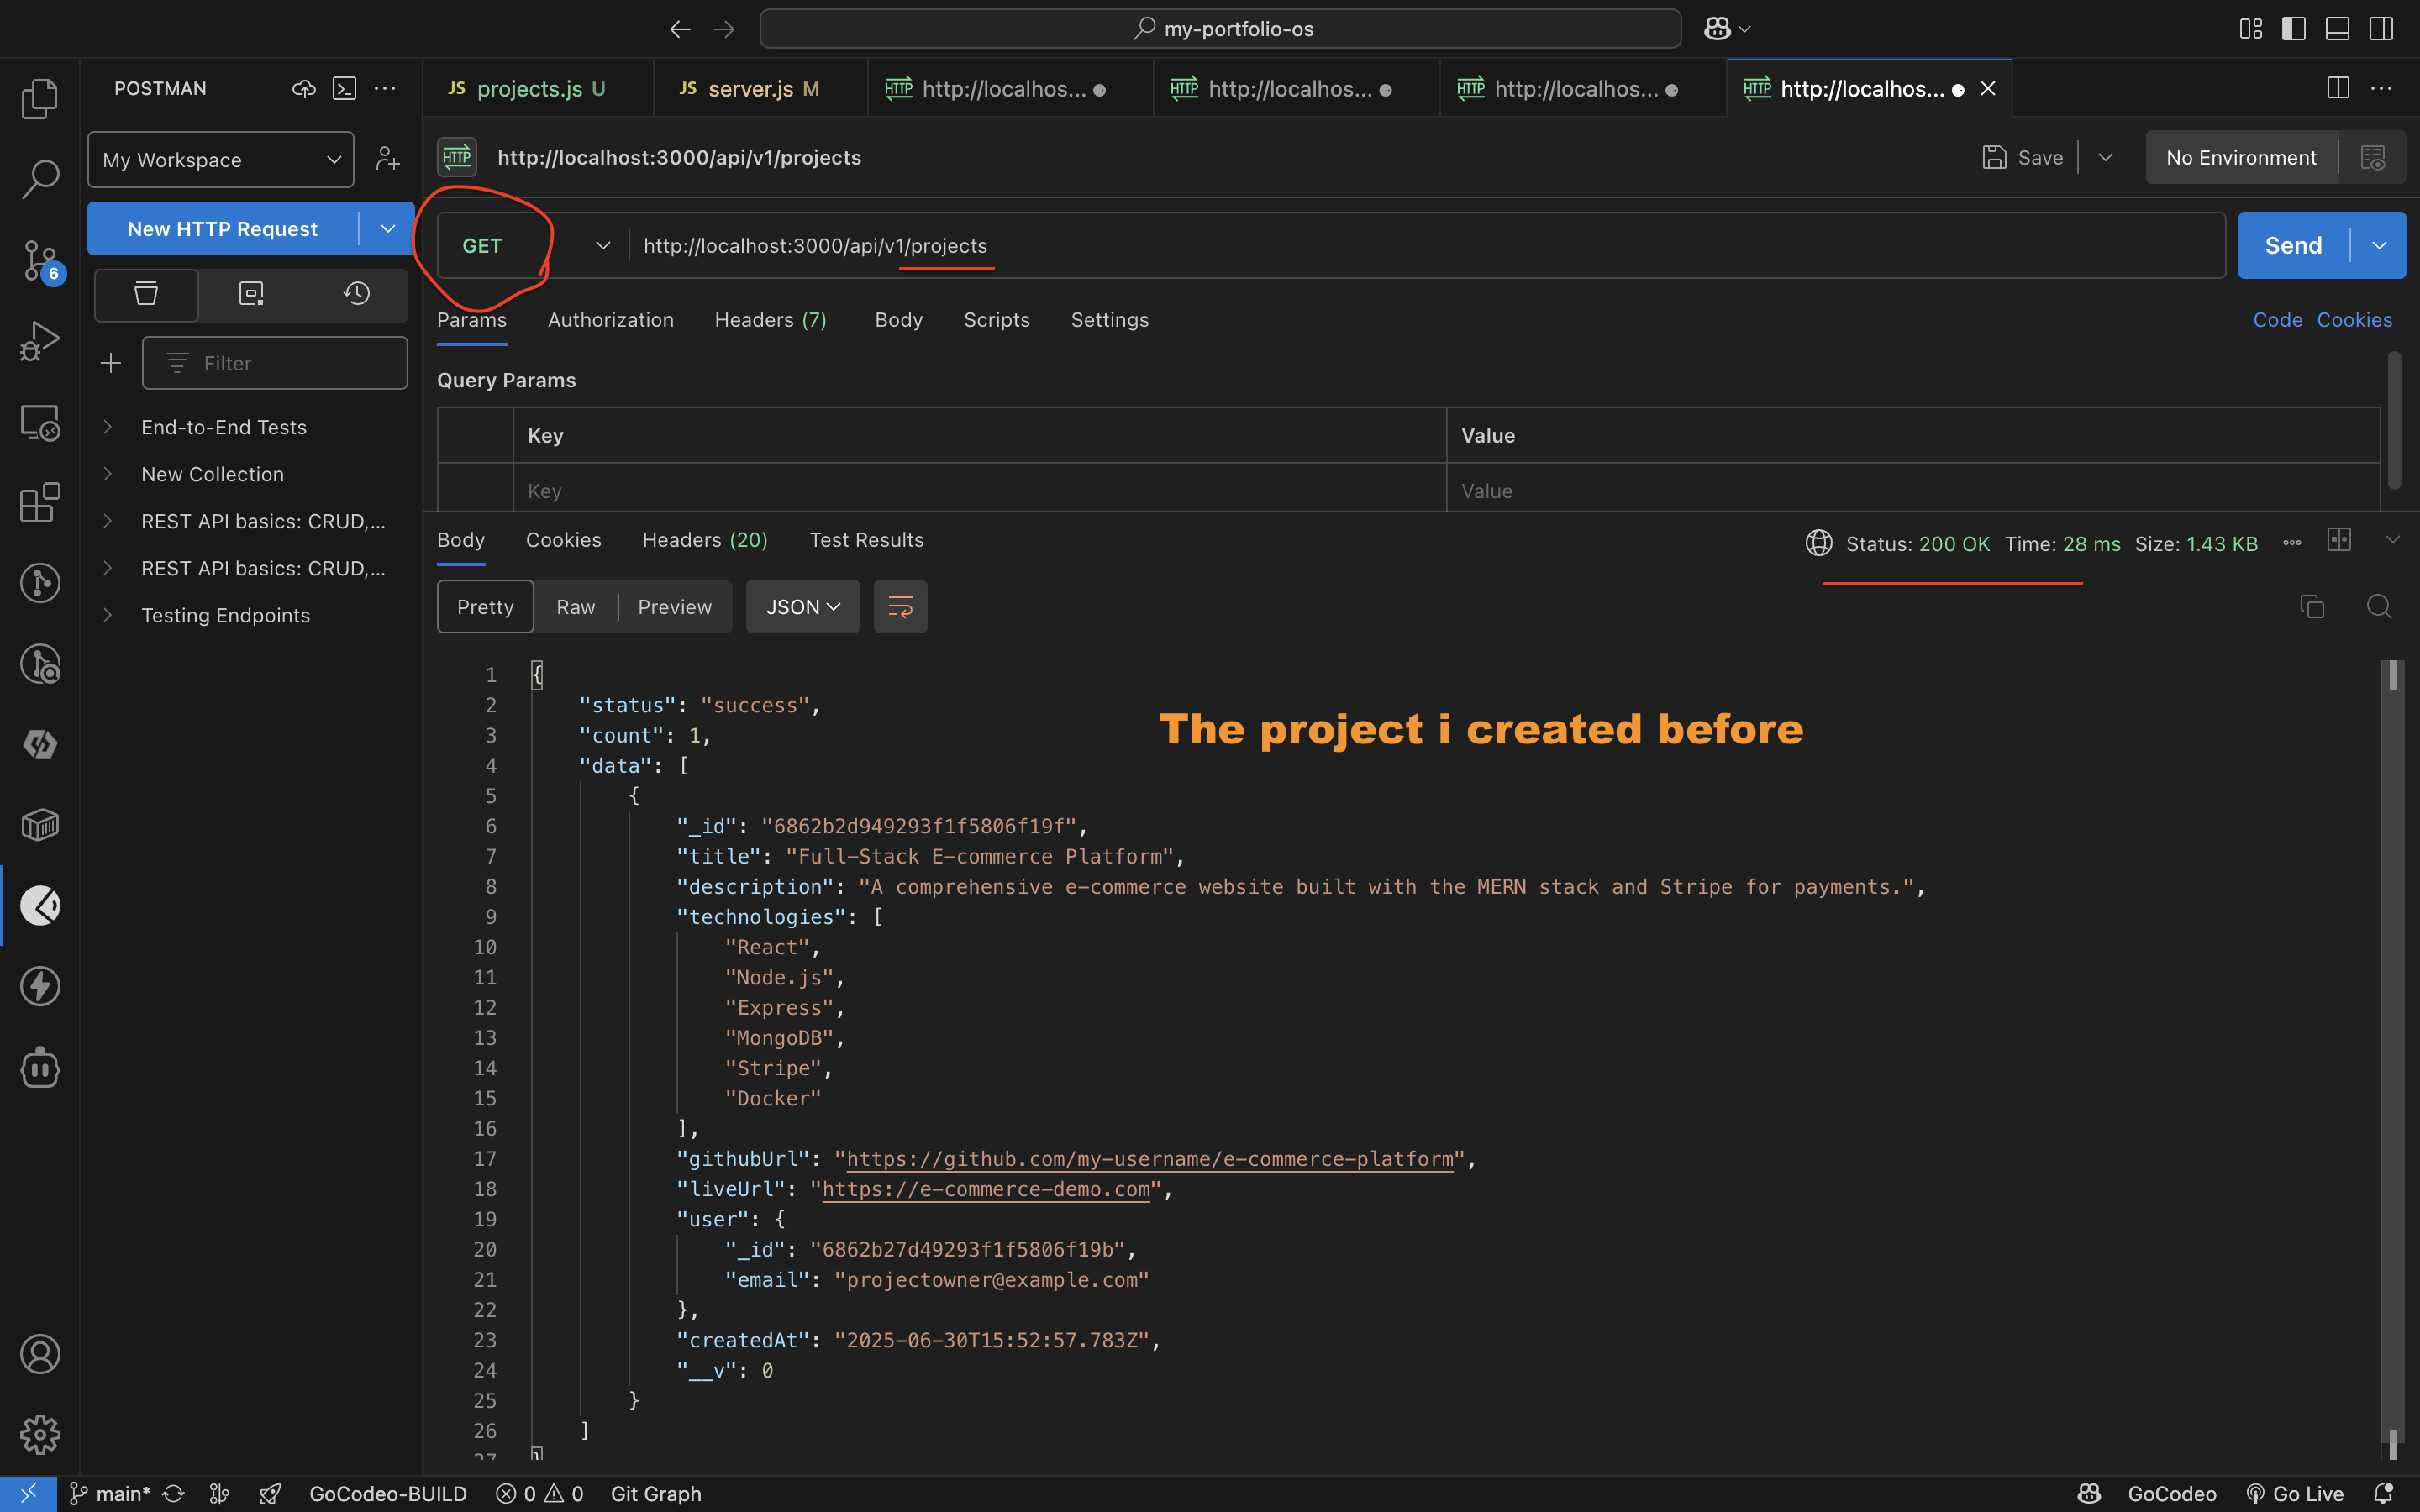 my-portfolio-os
POSTMAN
JS projects.js U
JS server.js M
HTTP http://localhos...
HTTP http://localhos...
HTTP http://localhos...
HTTP http://localhos...
My Workspace
HTTP http://localhost:3000/api/v1/projects
Save
No Environment
New HTTP Request
GET
http://localhost:3000/api/v1/projects
Send
6
Params
Authorization
Headers (7)
Body
Scripts
Settings
Code
Cookies
Filter
Query Params
Key
Value
Key
Value
End-to-End Tests
New Collection
REST API basics: CRUD,...
REST API basics: CRUD,...
Testing Endpoints
Body
Cookies
Headers (20)
Test Results
Status: 200 OK Time: 28 ms Size: 1.43 KB
Pretty
Raw
Preview
JSON
The project i created before
1 {
2 "status": "success",
3 "count": 1,
4 "data": [
5 {
6 "_id": "6862b2d949293f1f5806f19f",
7 "title": "Full-Stack E-commerce Platform",
8 "description": "A comprehensive e-commerce website built with the MERN stack and Stripe for payments.",
9 "technologies": [
10 "React",
11 "Node.js",
12 "Express",
13 "MongoDB",
14 "Stripe",
15 "Docker"
16 ],
17 "githubUrl": "https://github.com/my-username/e-commerce-platform",
18 "liveUrl": "https://e-commerce-demo.com",
19 "user": {
20 "_id": "6862b27d49293f1f5806f19b",
21 "email": "projectowner@example.com"
22 },
23 "createdAt": "2025-06-30T15:52:57.783Z",
24 "__v": 0
25 }
26 ]
27 }
main*
GoCodeo-BUILD
0
0
Git Graph
GoCodeo
Go Live